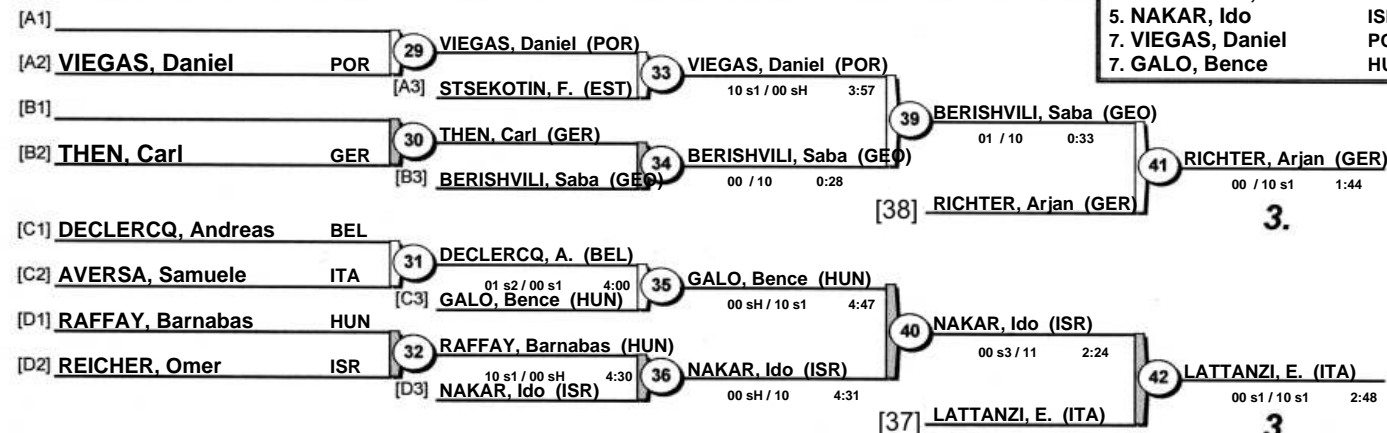 5. NAKAR, Ido
7. VIEGAS, Daniel
7. GALO, Bence HU
[A1]
[A2] VIEGAS, Daniel POR
29
VIEGAS, Daniel (POR)
[A3] STSEKOTIN, F. (EST)
33
VIEGAS, Daniel (POR)
10 s1 / 00 sH 3:57
[B1]
[B2] THEN, Carl GER
30
THEN, Carl (GER)
[B3] BERISHVILI, Saba (GEO)
34
BERISHVILI, Saba (GEO)
00 / 10 0:28
39
BERISHVILI, Saba (GEO)
01 / 10 0:33
[38] RICHTER, Arjan (GER)
41
RICHTER, Arjan (GER)
00 / 10 s1 1:44
3.
[C1] DECLERCQ, Andreas BEL
[C2] AVERSA, Samuele ITA
31
DECLERCQ, A. (BEL)
01 s2 / 00 s1 4:00
[C3] GALO, Bence (HUN)
35
GALO, Bence (HUN)
00 sH / 10 s1 4:47
[D1] RAFFAY, Barnabas HUN
[D2] REICHER, Omer ISR
32
RAFFAY, Barnabas (HUN)
10 s1 / 00 sH 4:30
[D3] NAKAR, Ido (ISR)
36
NAKAR, Ido (ISR)
00 sH / 10 4:31
40
NAKAR, Ido (ISR)
00 s3 / 11 2:24
[37] LATTANZI, E. (ITA)
42
LATTANZI, E. (ITA)
00 s1 / 10 s1 2:48
3